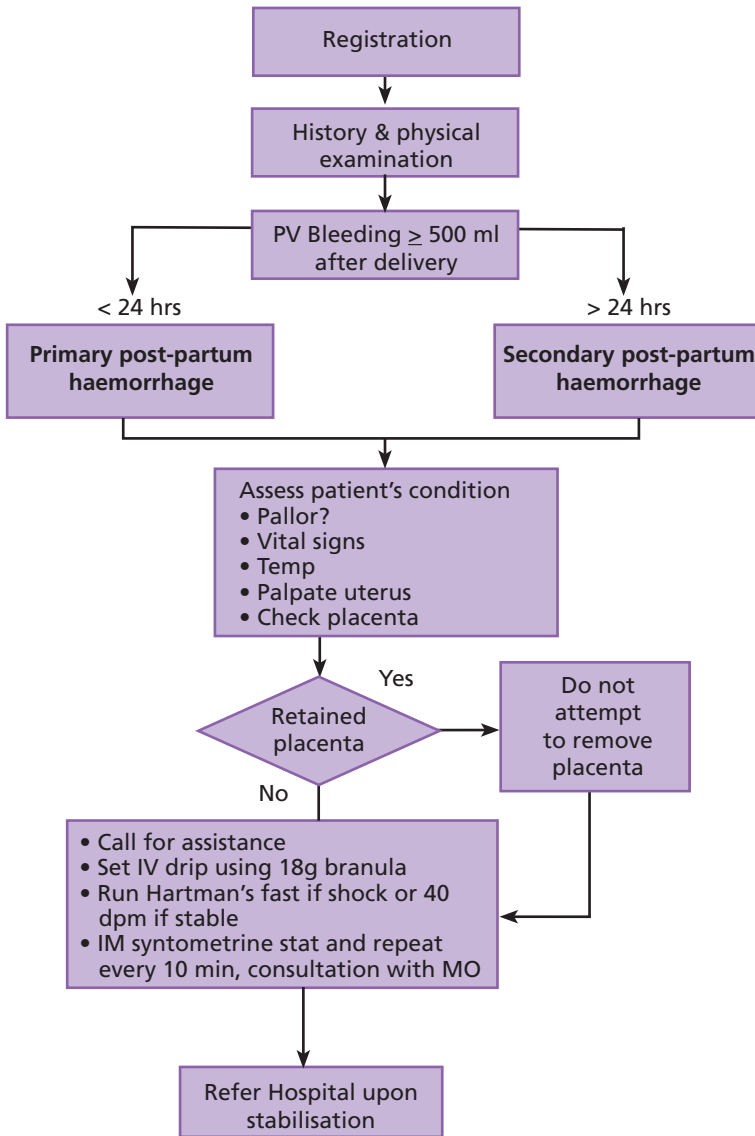 Registration
History & physical
examination
PV Bleeding ≥ 500 ml
after delivery
< 24 hrs
> 24 hrs
Primary post-partum
haemorrhage
Secondary post-partum
haemorrhage
Assess patient's condition
• Pallor?
• Vital signs
• Temp
• Palpate uterus
• Check placenta
Yes
Retained
placenta
Do not
attempt
to remove
placenta
No
• Call for assistance
• Set IV drip using 18g branula
• Run Hartman's fast if shock or 40
dpm if stable
• IM syntometrine stat and repeat
every 10 min, consultation with MO
Refer Hospital upon
stabilisation